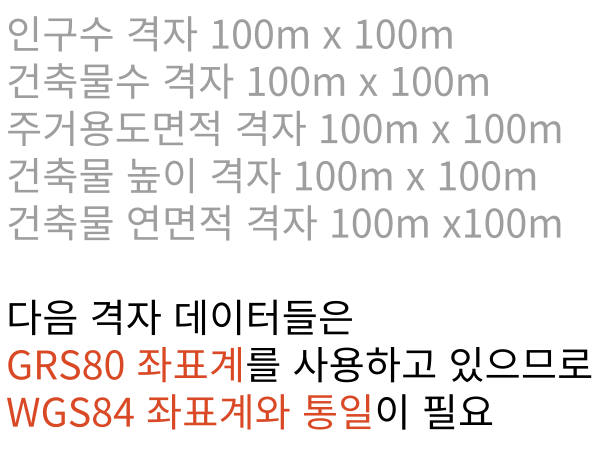 인구수 격자 100m x 100m
건축물수 격자 100m x 100m
주거용도면적 격자 100m x 100m
건축물 높이 격자 100m x 100m
건축물 연면적 격자 100m x100m
다음 격자 데이터들은
GRS80 좌표계를 사용하고 있으므로
WGS84 좌표계와 통일이 필요